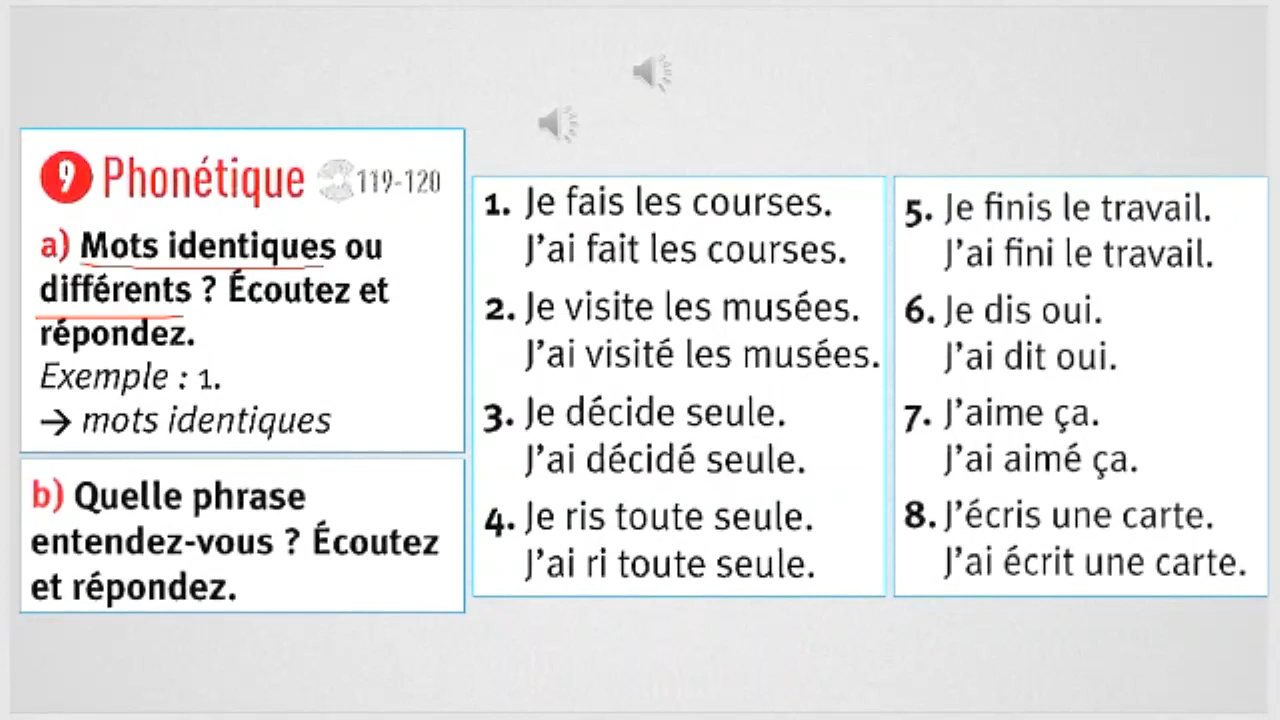 9 Phonétique 119-120
a) Mots identiques ou
différents ? Écoutez et
répondez.
Exemple : 1.
→ mots identiques
b) Quelle phrase
entendez-vous ? Écoutez
et répondez.
1. Je fais les courses.
J'ai fait les courses.
2. Je visite les musées.
J'ai visité les musées.
3. Je décide seule.
J'ai décidé seule.
4. Je ris toute seule.
J'ai ri toute seule.
5. Je finis le travail.
J'ai fini le travail.
6. Je dis oui.
J'ai dit oui.
7. J'aime ça.
J'ai aimé ça.
8. J'écris une carte.
J'ai écrit une carte.